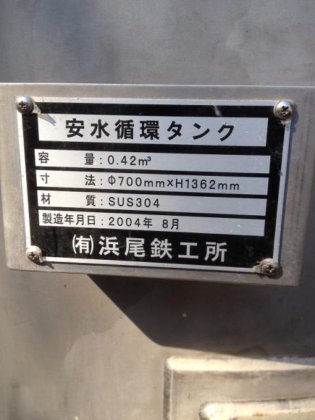 安水循環タンク
容量:0.42m³
寸法:Φ700mm×H1362mm
材質:SUS304
製造年月日:2004年 8月
㈲浜尾鉄工所